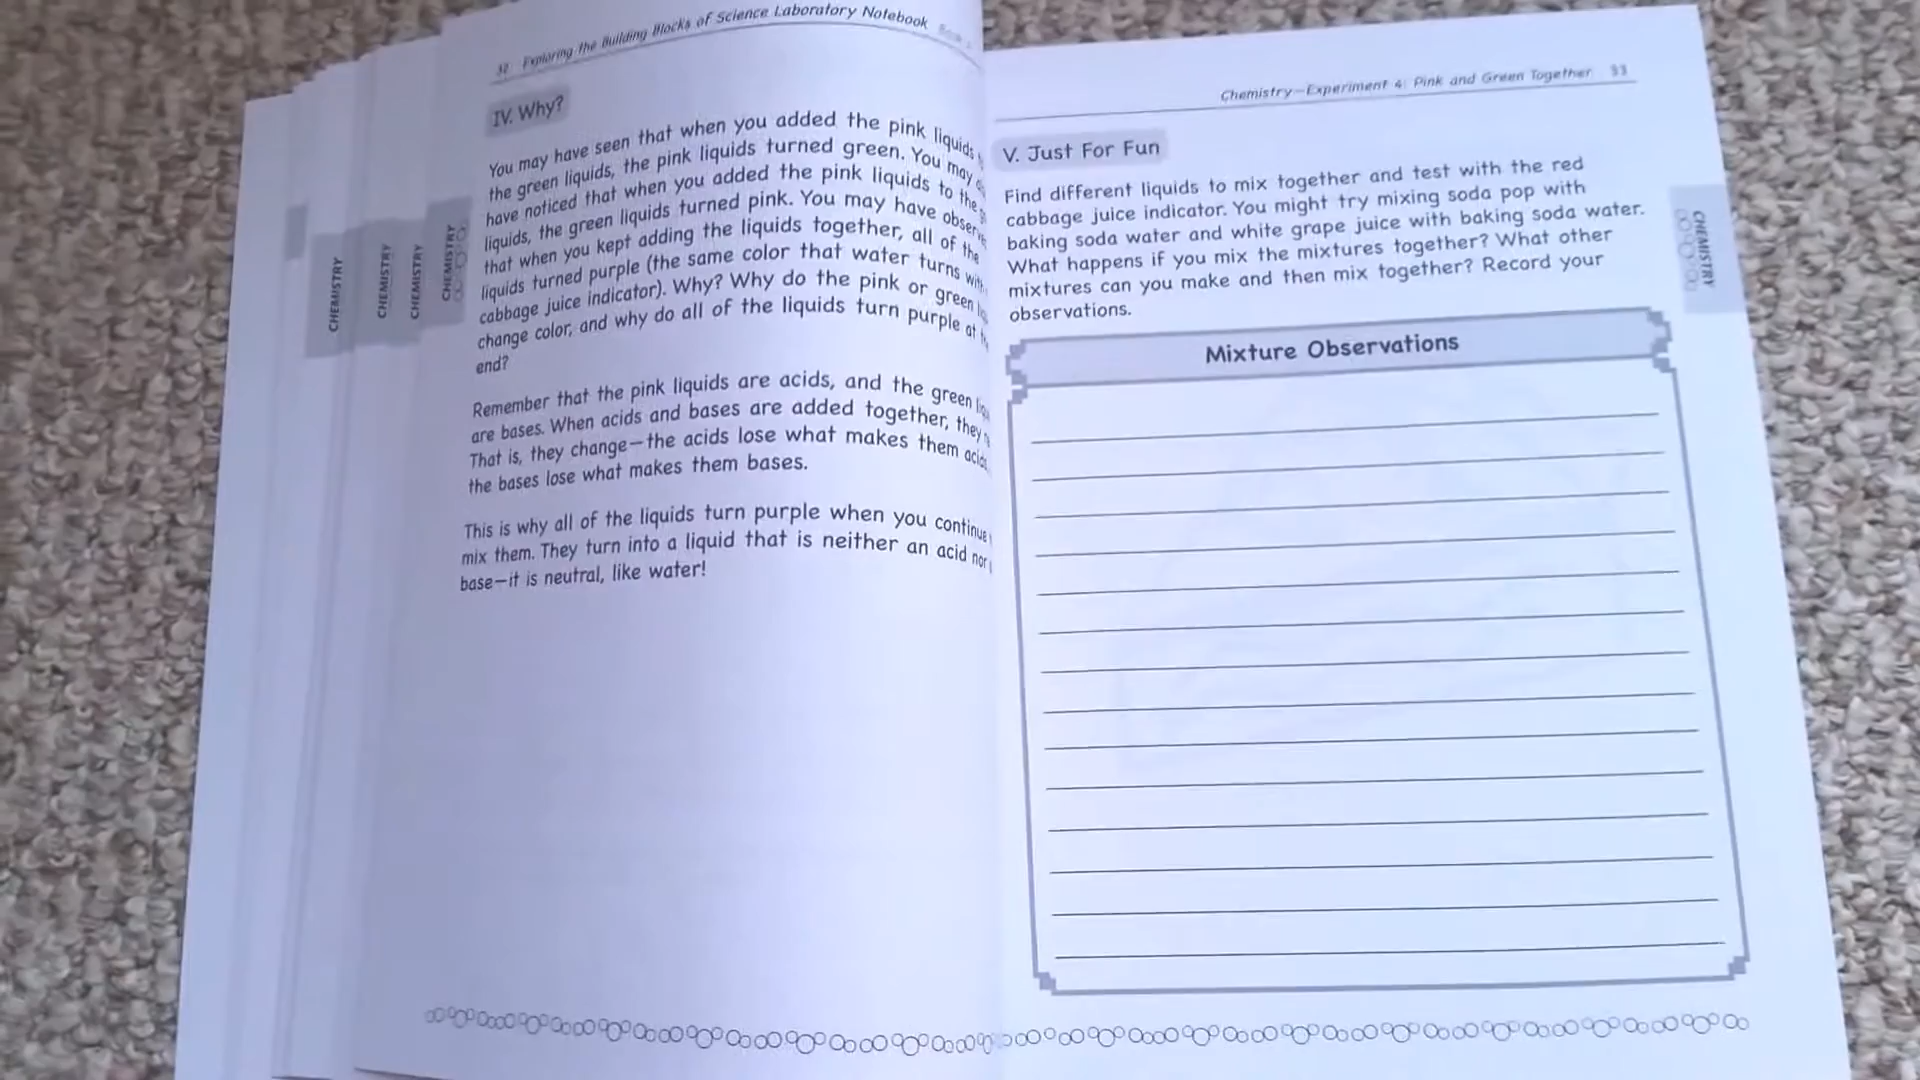 32 Exploring the Building Blocks of Science Laboratory Notebook
IV. Why?
You may have seen that when you added the pink liquids
the green liquids, the pink liquids turned green. You may
have noticed that when you added the pink liquids to the
liquids, the green liquids turned pink. You may have
that when you kept adding the liquids together, all of the
liquids turned purple (the same color that water turns
cabbage juice indicator). Why? Why do the pink or green
change color, and why do all of the liquids turn purple at
end?
Remember that the pink liquids are acids, and the green
are bases. When acids and bases are added together, they
That is, they change—the acids lose what makes them
the bases lose what makes them bases.
This is why all of the liquids turn purple when you continue
mix them. They turn into a liquid that is neither an acid nor
base—it is neutral, like water!
CHEMISTRY
CHEMISTRY
CHEMISTRY
CHEMISTRY
Chemistry—Experiment 4: Pink and Green Together 33
V. Just For Fun
Find different liquids to mix together and test with the red
cabbage juice indicator. You might try mixing soda pop with
baking soda water and white grape juice with baking soda water.
What happens if you mix the mixtures together? What other
mixtures can you make and then mix together? Record your
observations.
Mixture Observations
CHEMISTRY